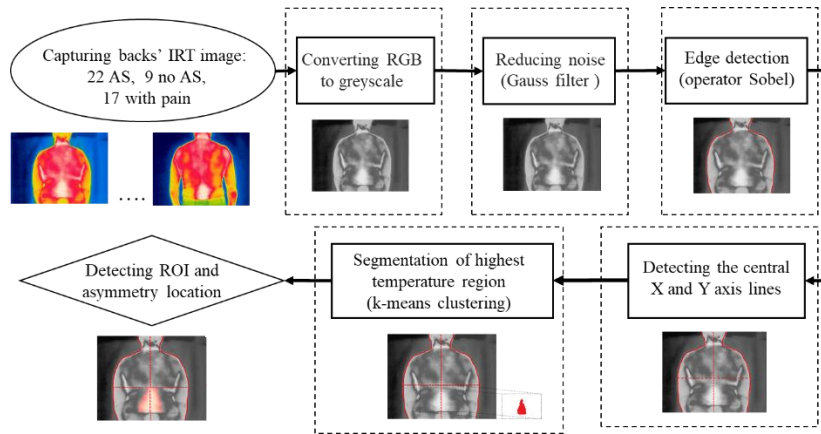 Capturing backs' IRT image:
22 AS, 9 no AS,
17 with pain
Converting RGB
to greyscale
Reducing noise
(Gauss filter )
Edge detection
(operator Sobel)
....
Detecting ROI and
asymmetry location
Segmentation of highest
temperature region
(k-means clustering)
Detecting the central
X and Y axis lines